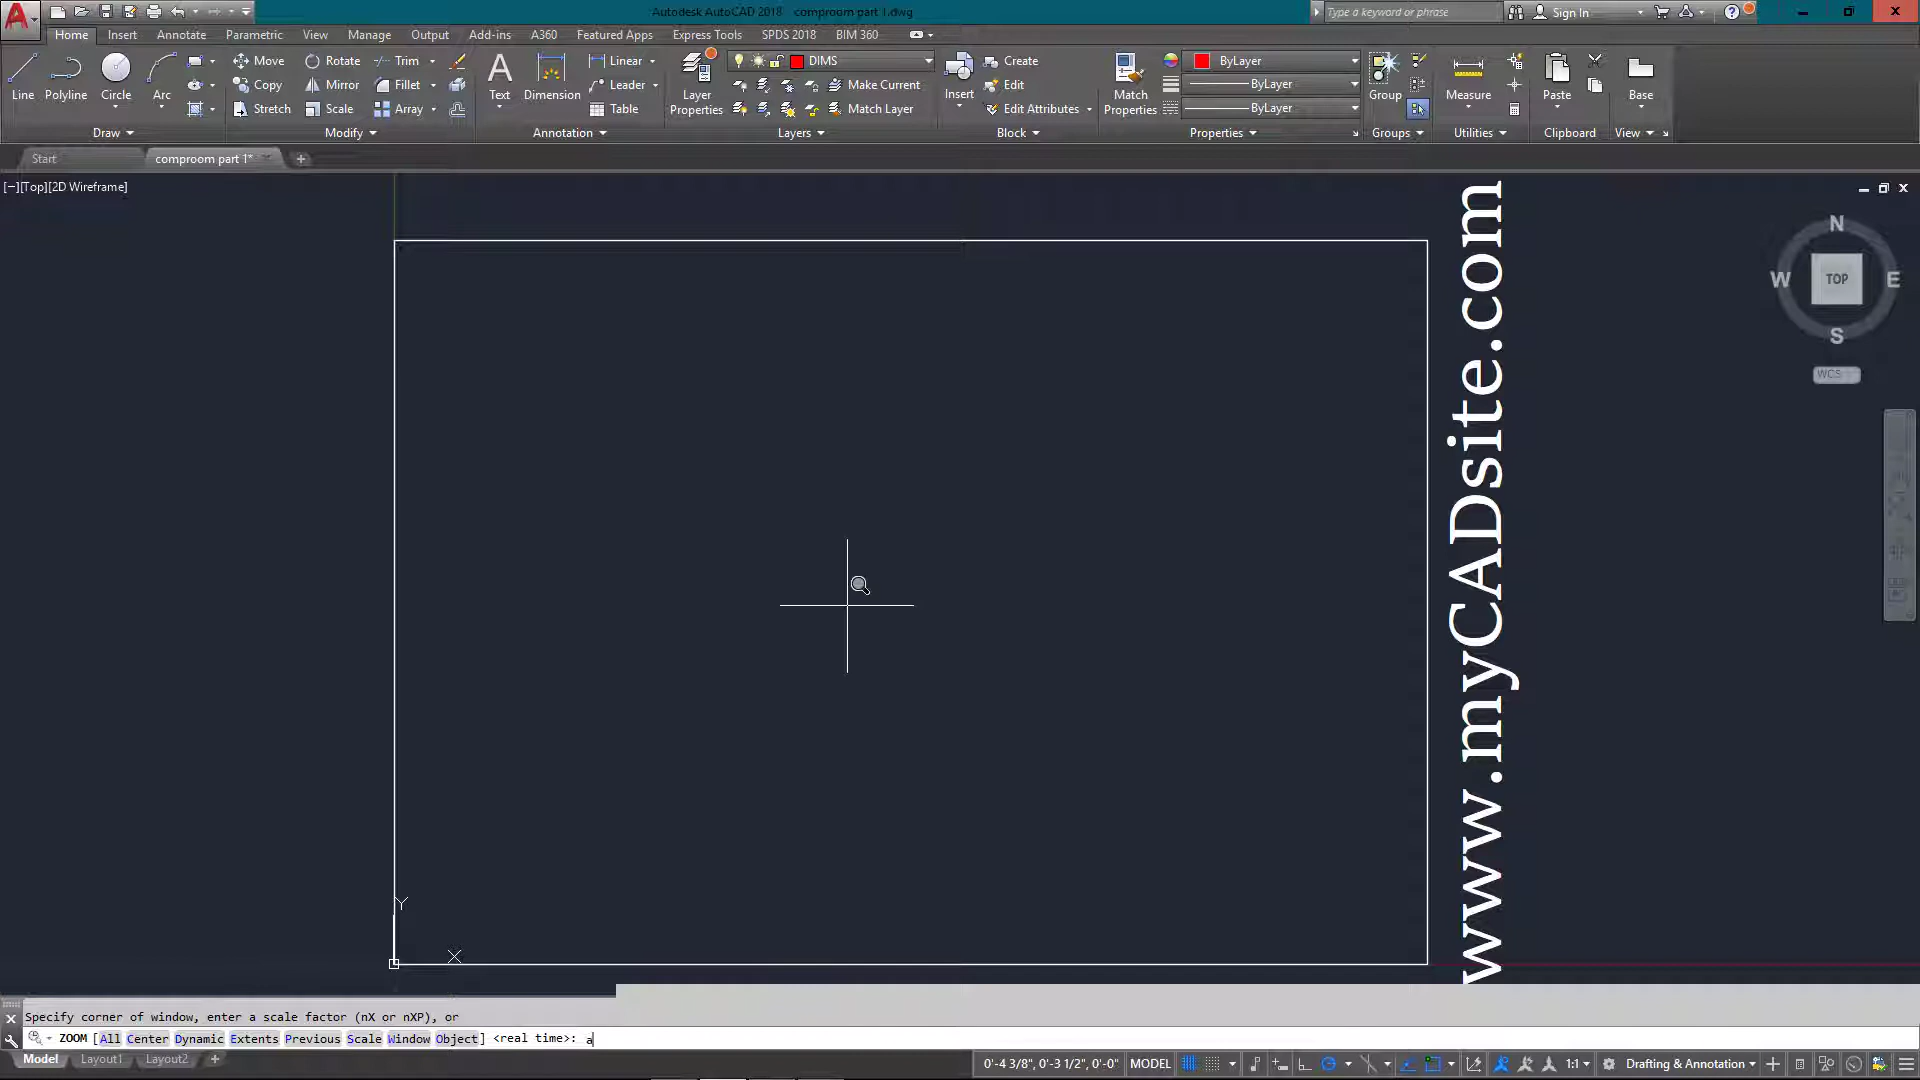 Autodesk AutoCAD 2018 comproom part 1.dwg
Type a keyword or phrase
Sign In
Home Insert Annotate Parametric View Manage Output Add-ins A360 Featured Apps Express Tools SPDS 2018 BIM 360
Line
Polyline
Circle
Arc
Draw
Move
Copy
Stretch
Rotate
Mirror
Scale
Trim
Fillet
Array
Modify
Text
Dimension
Linear
Leader
Table
Annotation
Layer
Properties
DIMS
Make Current
Match Layer
Layers
Insert
Create
Edit
Edit Attributes
Block
Match
Properties
ByLayer
ByLayer
ByLayer
Properties
Group
Groups
Measure
Utilities
Paste
Clipboard
Base
View
Start
comproom part 1*
[−][Top][2D Wireframe]
www.myCADsite.com
N
W
TOP
E
S
WCS
Y
X
Specify corner of window, enter a scale factor (nX or nXP), or
ZOOM [All Center Dynamic Extents Previous Scale Window Object] <real time>: a
Model Layout1 Layout2
0'-4 3/8", 0'-3 1/2", 0'-0"
MODEL
1:1
Drafting & Annotation